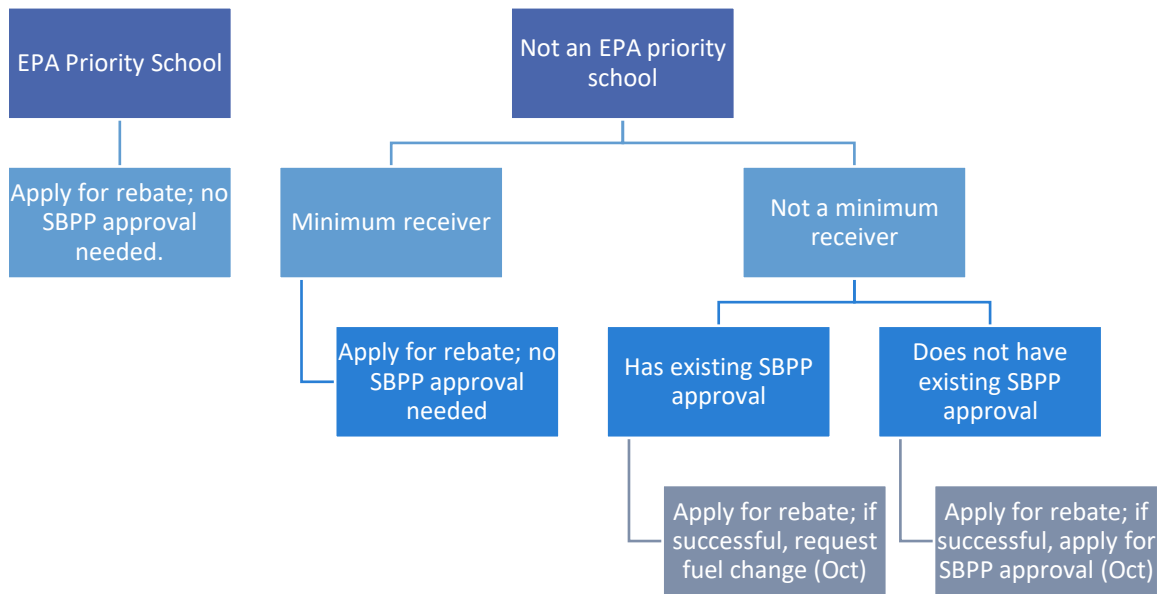 EPA Priority School
Not an EPA priority
school
Apply for rebate; no
SBPP approval
needed.
Minimum receiver
Not a minimum
receiver
Apply for rebate; no
SBPP approval
needed
Has existing SBPP
approval
Does not have
existing SBPP
approval
Apply for rebate; if
successful, request
fuel change (Oct)
Apply for rebate; if
successful, apply for
SBPP approval (Oct)